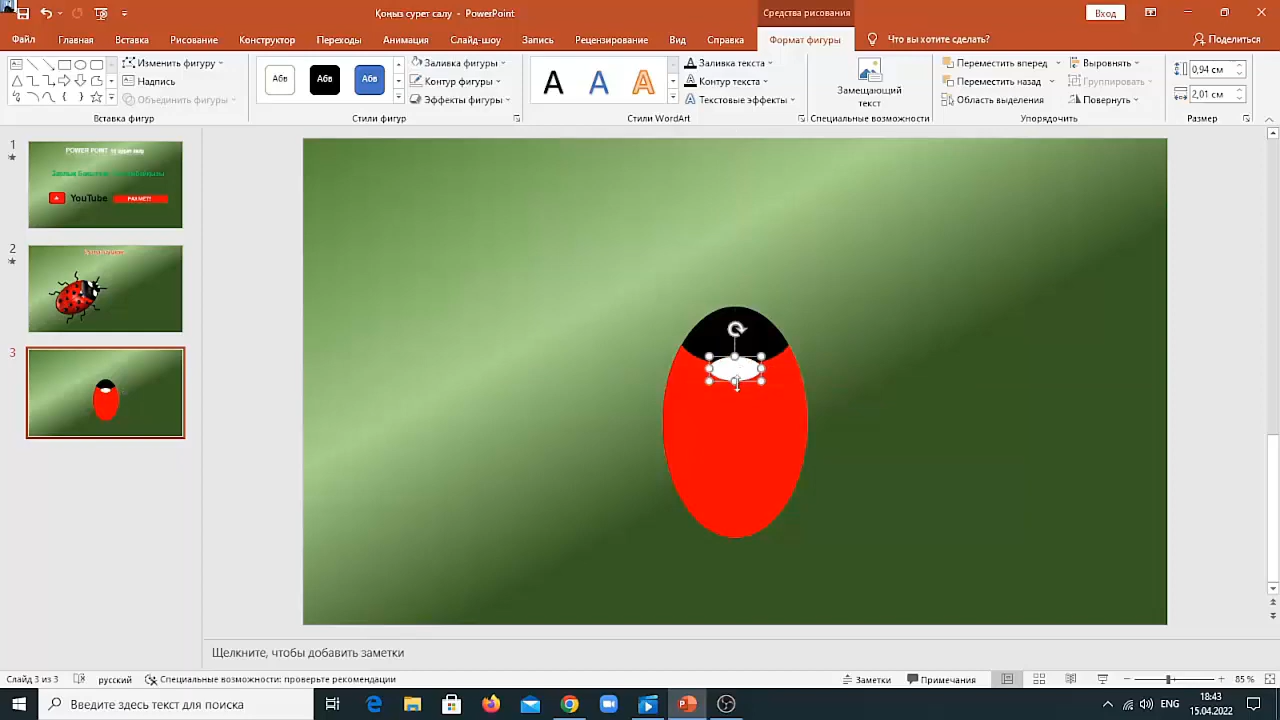 Қоңыз сурет салу - PowerPoint
Средства рисования
Вход
Файл
Главная
Вставка
Рисование
Конструктор
Переходы
Анимация
Слайд-шоу
Запись
Рецензирование
Вид
Справка
Формат фигуры
Что вы хотите сделать?
Поделиться
Изменить фигуру
Надпись
Объединить фигуры
Вставка фигур
Абв
Абв
Абв
Заливка фигуры
Контур фигуры
Эффекты фигуры
Стили фигур
A
A
A
Заливка текста
Контур текста
Текстовые эффекты
Стили WordArt
Замещающий
текст
Специальные возможности
Переместить вперед
Переместить назад
Область выделения
Выровнять
Группировать
Повернуть
Упорядочить
0,94 см
2,01 см
Размер
1
POWER POINT
YouTube
2
3
Щелкните, чтобы добавить заметки
Слайд 3 из 3
русский
Специальные возможности: проверьте рекомендации
Заметки
Примечания
85 %
Введите здесь текст для поиска
ENG
18:43
15.04.2022